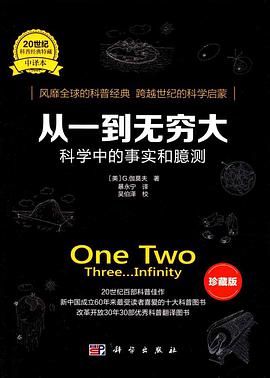 20世纪
科普经典特藏
中译本
风靡全球的科普经典 跨越世纪的科学启蒙
从一到无穷大
科学中的事实和臆测
〔美〕G.伽莫夫 著
暴永宁 译
吴伯泽 校
One Two
Three...Infinity
珍藏版
20世纪百部科普佳作
新中国成立60年来最受读者喜爱的十大科普图书
改革开放30年30部优秀科普翻译图书
科学出版社